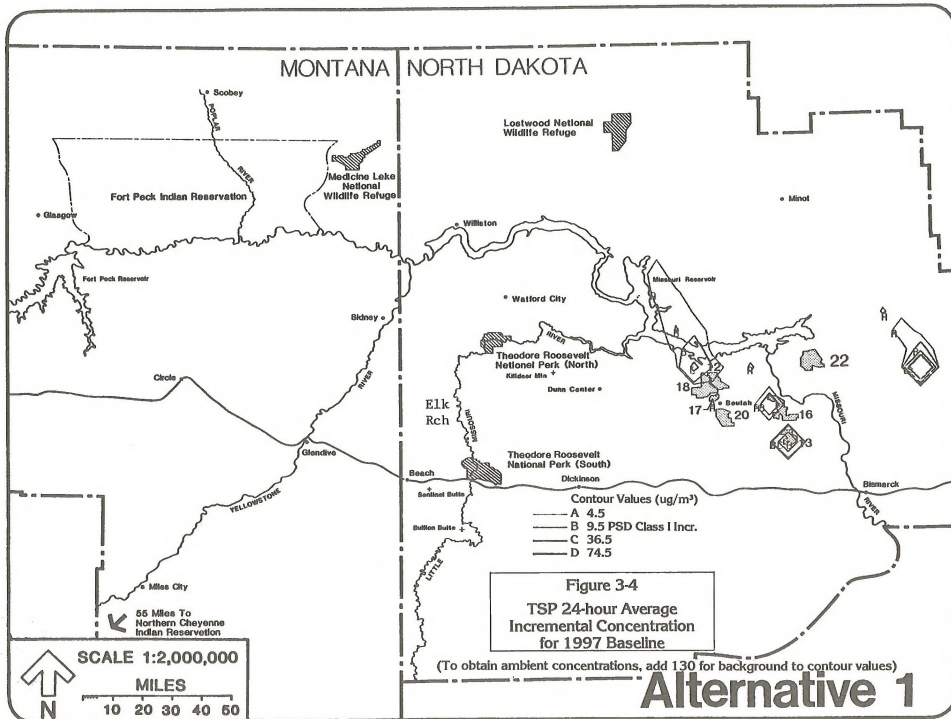 MONTANA
NORTH DAKOTA
Scobey
POPLAR
RIVER
Lostwood National
Wildlife Refuge
Medicine Lake
National
Wildlife Refuge
Fort Peck Indian Reservation
Minot
Glasgow
Williston
Fort Peck Reservoir
Missouri Reservoir
Watford City
Sidney
RIVER
Theodore Roosevelt
National Park (North)
Killdeer Mtn
RIVER
22
12
18
Circle
Dunn Center
Elk
Rch
17
Beulah
20
16
13
MISSOURI
MISSOURI
Glendive
Theodore Roosevelt
National Park (South)
Beach
Dickinson
Bismarck
Sentinel Butte
YELLOWSTONE
Bullion Butte
RIVER
LITTLE
Contour Values (ug/m³)
A 4.5
B 9.5 PSD Class I Incr.
C 36.5
D 74.5
Miles City
55 Miles To
Northern Cheyenne
Indian Reservation
Figure 3-4
TSP 24-hour Average
Incremental Concentration
for 1997 Baseline
(To obtain ambient concentrations, add 130 for background to contour values)
SCALE 1:2,000,000
MILES
10 20 30 40 50
N
Alternative 1